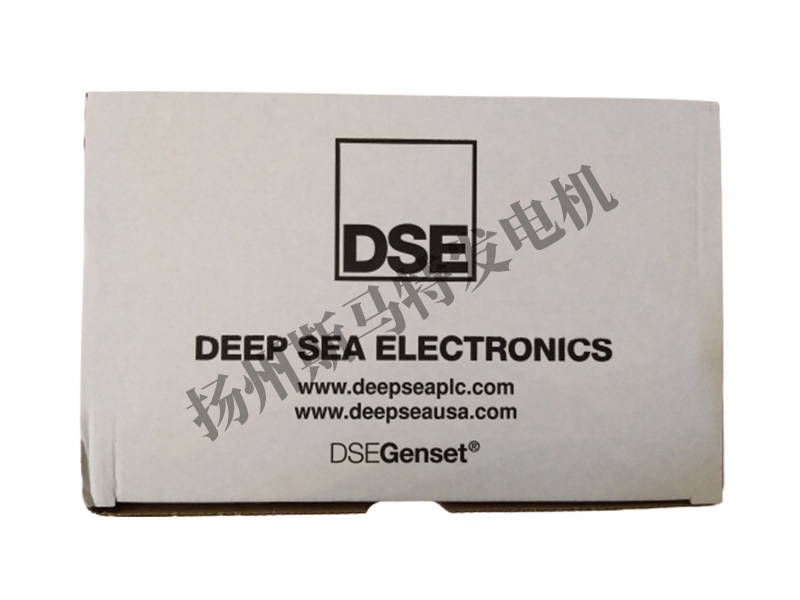 DSE
DEEP SEA ELECTRONICS
www.deepseaplc.com
www.deepseausa.com
DSEGenset®
扬州斯马特发电机